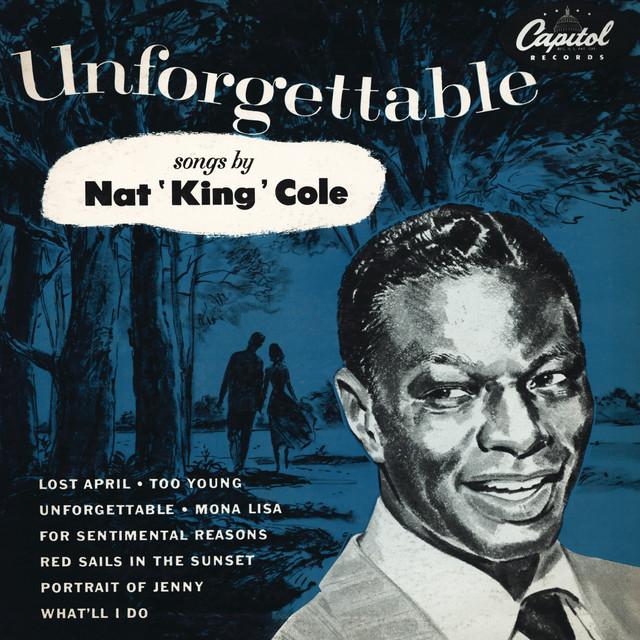 Unforgettable
Capitol
RECORDS
songs by
Nat 'King' Cole
LOST APRIL • TOO YOUNG
UNFORGETTABLE • MONA LISA
FOR SENTIMENTAL REASONS
RED SAILS IN THE SUNSET
PORTRAIT OF JENNY
WHAT'LL I DO